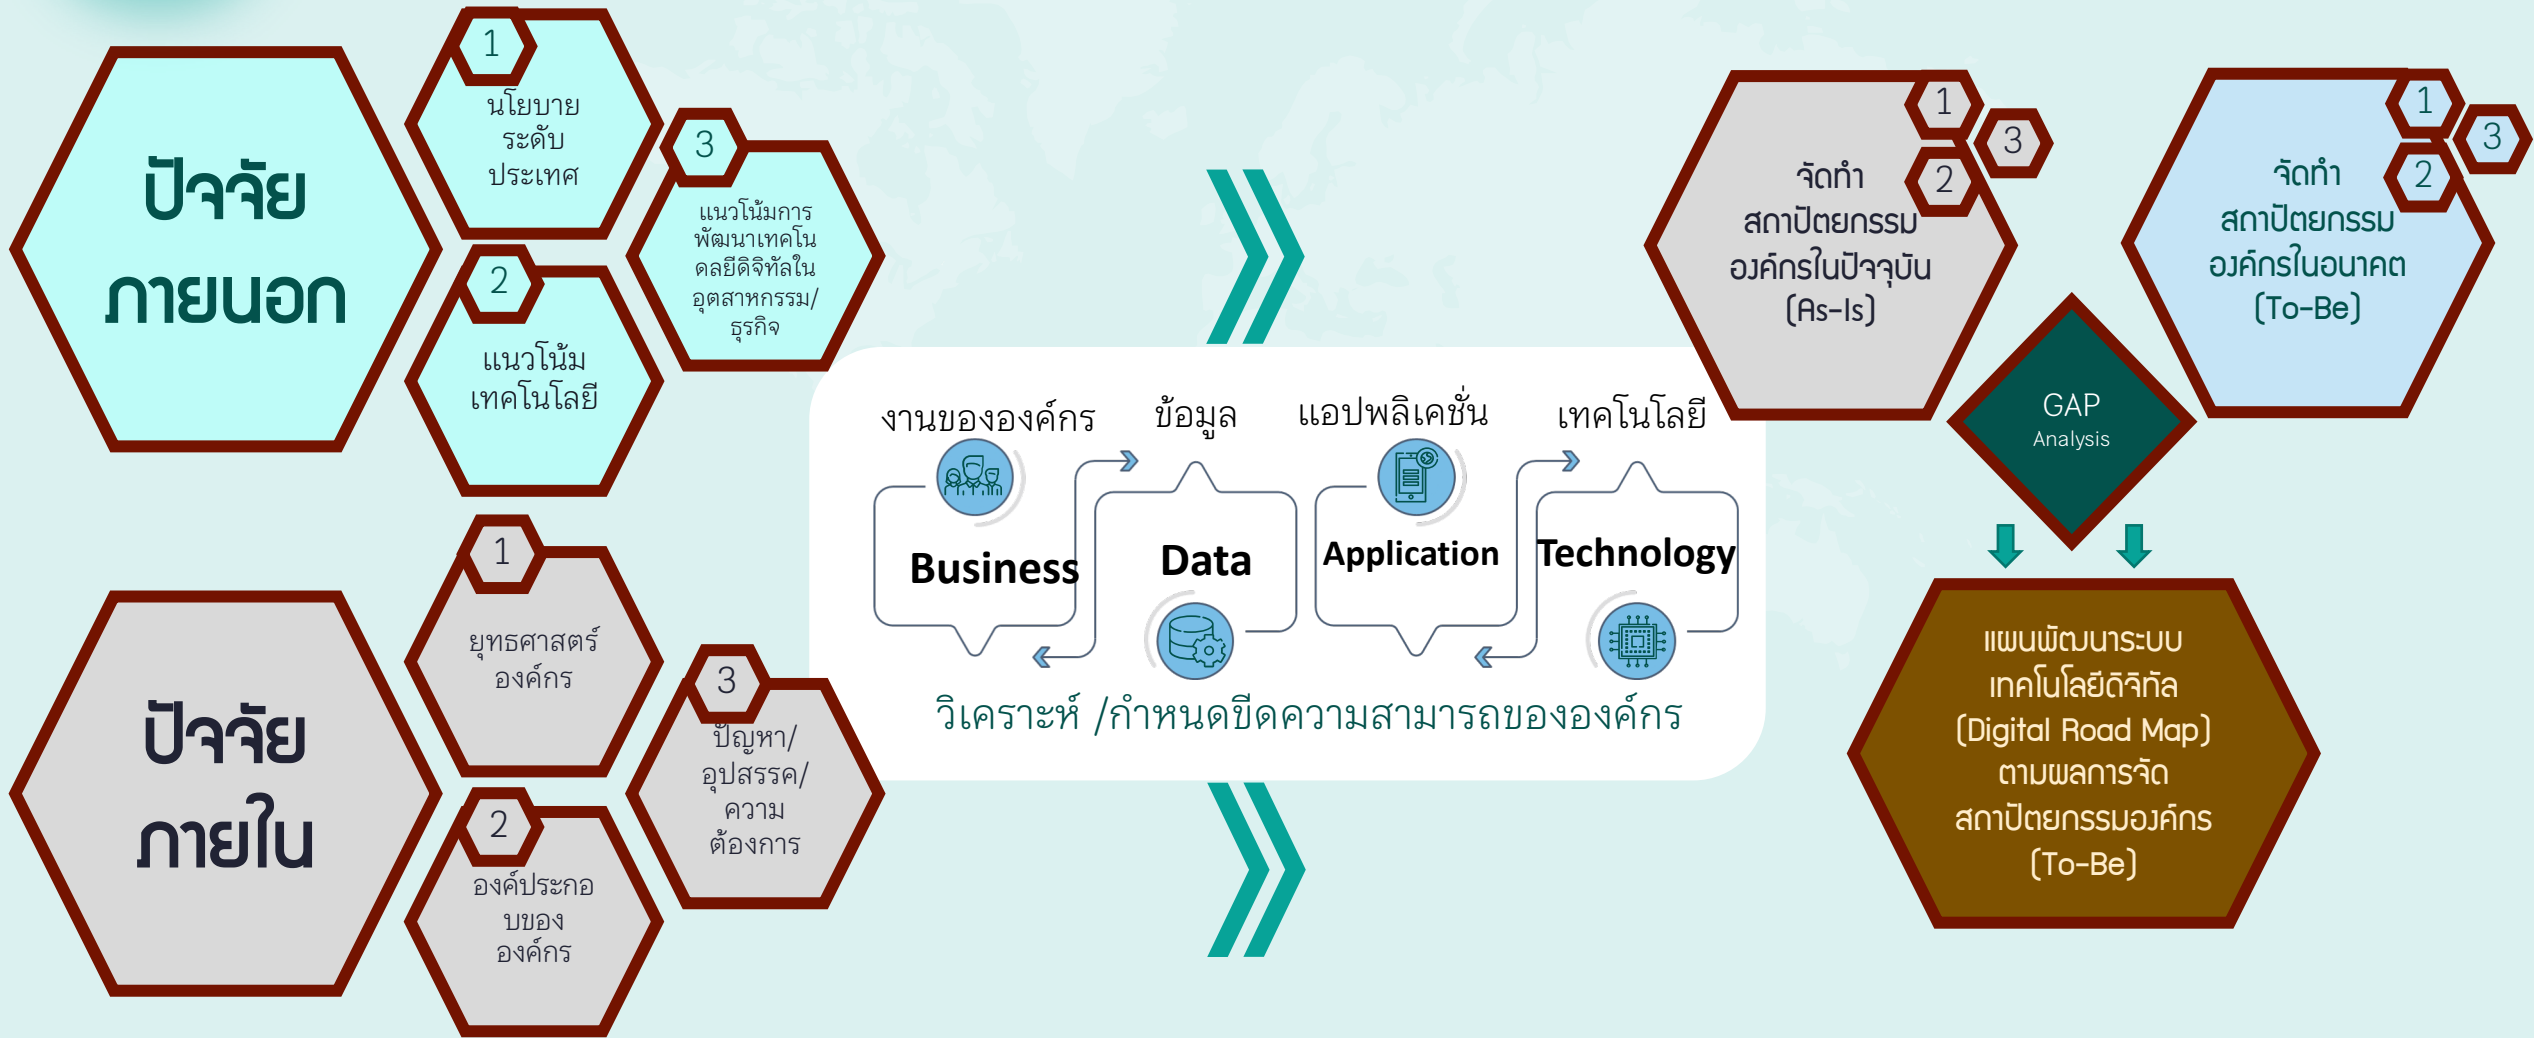 ปัจจัย
ภายนอก
1
นโยบาย
ระดับ
ประเทศ
2
แนวโน้ม
เทคโนโลยี
3
แนวโน้มการ
พัฒนาเทคโน
ดลยีดิจิทัลใน
อุตสาหกรรม/
ธุรกิจ
ปัจจัย
ภายใน
1
ยุทธศาสตร์
องค์กร
2
องค์ประกอ
บของ
องค์กร
3
ปัญหา/
อุปสรรค/
ความ
ต้องการ
งานขององค์กร
ข้อมูล
แอปพลิเคชั่น
เทคโนโลยี
Business
Data
Application
Technology
วิเคราะห์ /กำหนดขีดความสามารถขององค์กร
1
2
3
จัดทำ
สถาปัตยกรรม
องค์กรในปัจจุบัน
(As-Is)
1
2
3
จัดทำ
สถาปัตยกรรม
องค์กรในอนาคต
(To-Be)
GAP
Analysis
แผนพัฒนาระบบ
เทคโนโลยีดิจิทัล
(Digital Road Map)
ตามผลการจัด
สถาปัตยกรรมองค์กร
(To-Be)